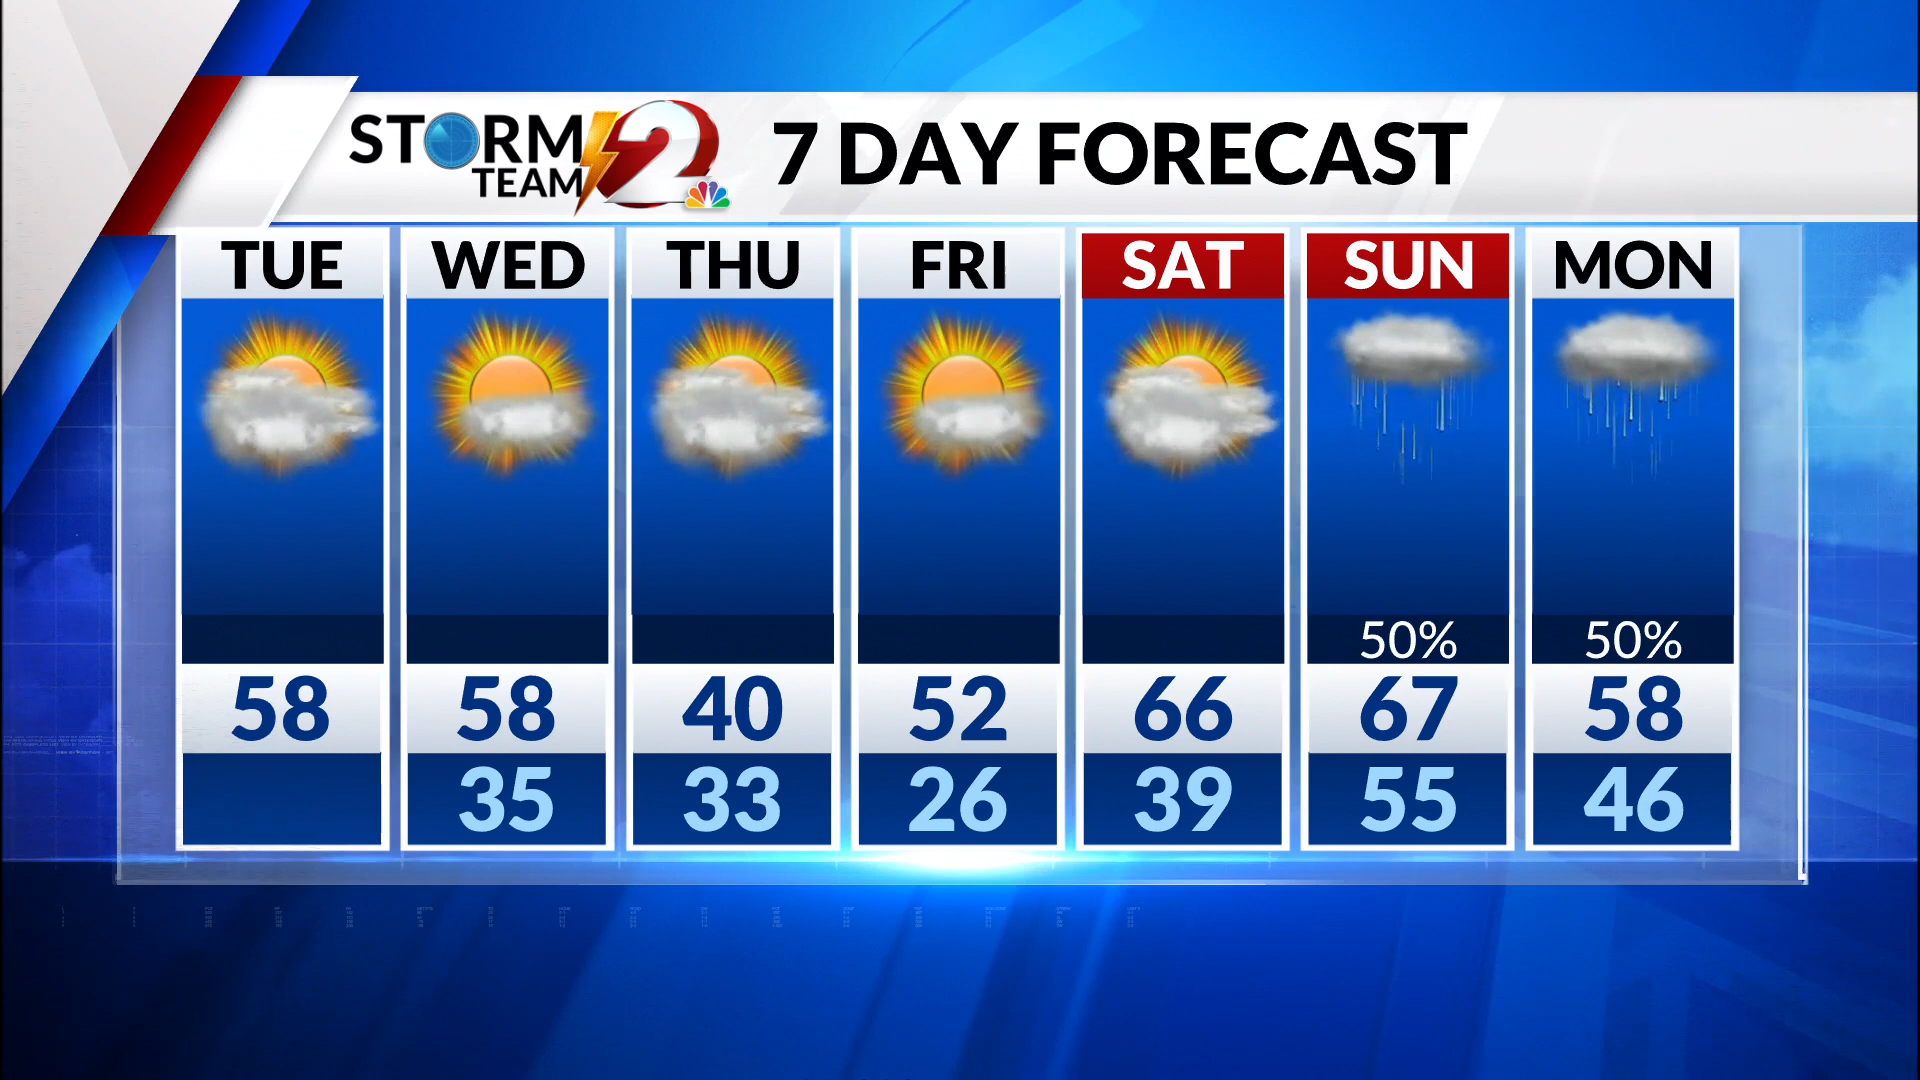 STORM
TEAM
2
7 DAY FORECAST
TUE WED THU FRI SAT SUN MON
50% 50%
58 58 40 52 66 67 58
35 33 26 39 55 46